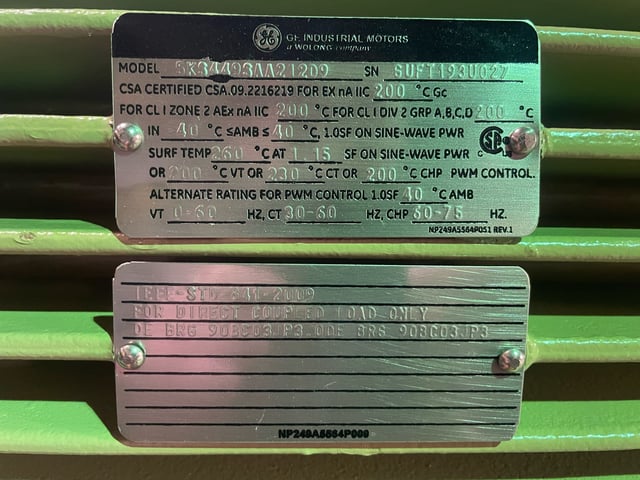 GE INDUSTRIAL MOTORS
a WOLONG company
MODEL 5KS449SAA21209 SN SUFT193U027
CSA CERTIFIED CSA.09.2216219 FOR EX nA IIC 200 °C Gc
FOR CL I ZONE 2 AEx nA IIC 200 °C FOR CL I DIV 2 GRP A,B,C,D 200 °C
IN -40 °C ≤AMB≤ 40 °C, 1.0SF ON SINE-WAVE PWR
SURF TEMP 260 °C AT 1.15 SF ON SINE-WAVE PWR
OR 200 °C VT OR 230 °C CT OR 200 °C CHP PWM CONTROL.
ALTERNATE RATING FOR PWM CONTROL 1.0SF 40 °C AMB
VT 0-60 HZ, CT 30-60 HZ, CHP 60-75 HZ.
NP249A5564P051 REV.1
IEEE-STD-841-2009
FOR DIRECT COUPLED LOAD ONLY
DE BRG 90BC03JP3.ODE BRG 90BC03JP3
NP249A5564P009